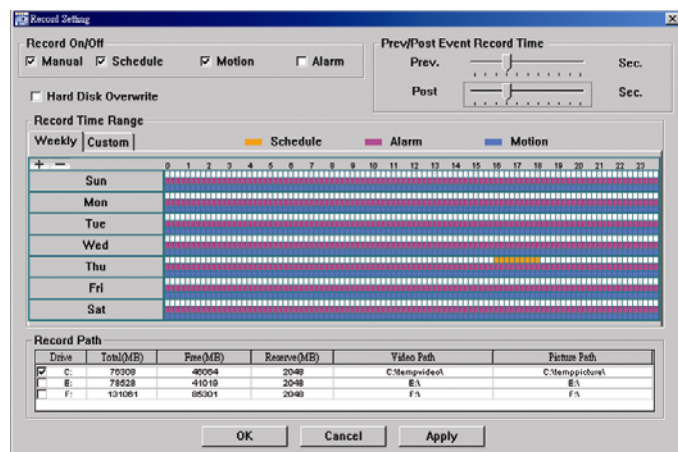 Record Setting
Record On/Off
Manual Schedule Motion Alarm
Prev/Post Event Record Time
Prev. Sec.
Post Sec.
Hard Disk Overwrite
Record Time Range
Weekly Custom Schedule Alarm Motion
+ − 0 1 2 3 4 5 6 7 8 9 10 11 12 13 14 15 16 17 18 19 20 21 22 23
Sun
Mon
Tue
Wed
Thu
Fri
Sat
Record Path
Drive Total(MB) Free(MB) Reserve(MB) Video Path Picture Path
C: 76308 46064 2048 C:\tempvideo\ C:\temppicture\
E: 78528 41019 2048 E:\ E:\
F: 131061 85301 2048 F:\ F:\
OK Cancel Apply